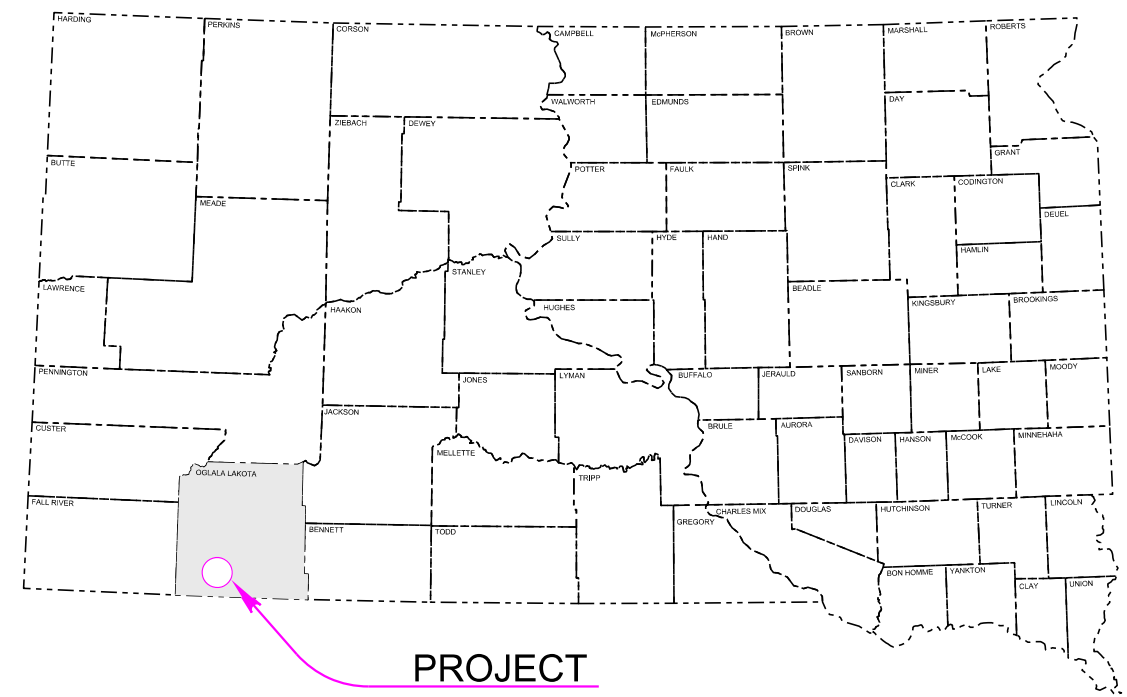 HARDING
PERKINS
CORSON
CAMPBELL
McPHERSON
BROWN
MARSHALL
ROBERTS
WALWORTH
EDMUNDS
DAY
ZIEBACH
DEWEY
GRANT
BUTTE
POTTER
FAULK
SPINK
CLARK
CODINGTON
MEADE
DEUEL
SULLY
HYDE
HAND
HAMLIN
STANLEY
LAWRENCE
BEADLE
KINGSBURY
BROOKINGS
HAAKON
HUGHES
PENNINGTON
JONES
LYMAN
BUFFALO
JERAULD
SANBORN
MINER
LAKE
MOODY
JACKSON
CUSTER
BRULE
AURORA
DAVISON
HANSON
McCOOK
MINNEHAHA
MELLETTE
OGLALA LAKOTA
TRIPP
FALL RIVER
BENNETT
TODD
GREGORY
CHARLES MIX
DOUGLAS
HUTCHINSON
TURNER
LINCOLN
BON HOMME
YANKTON
CLAY
UNION
PROJECT